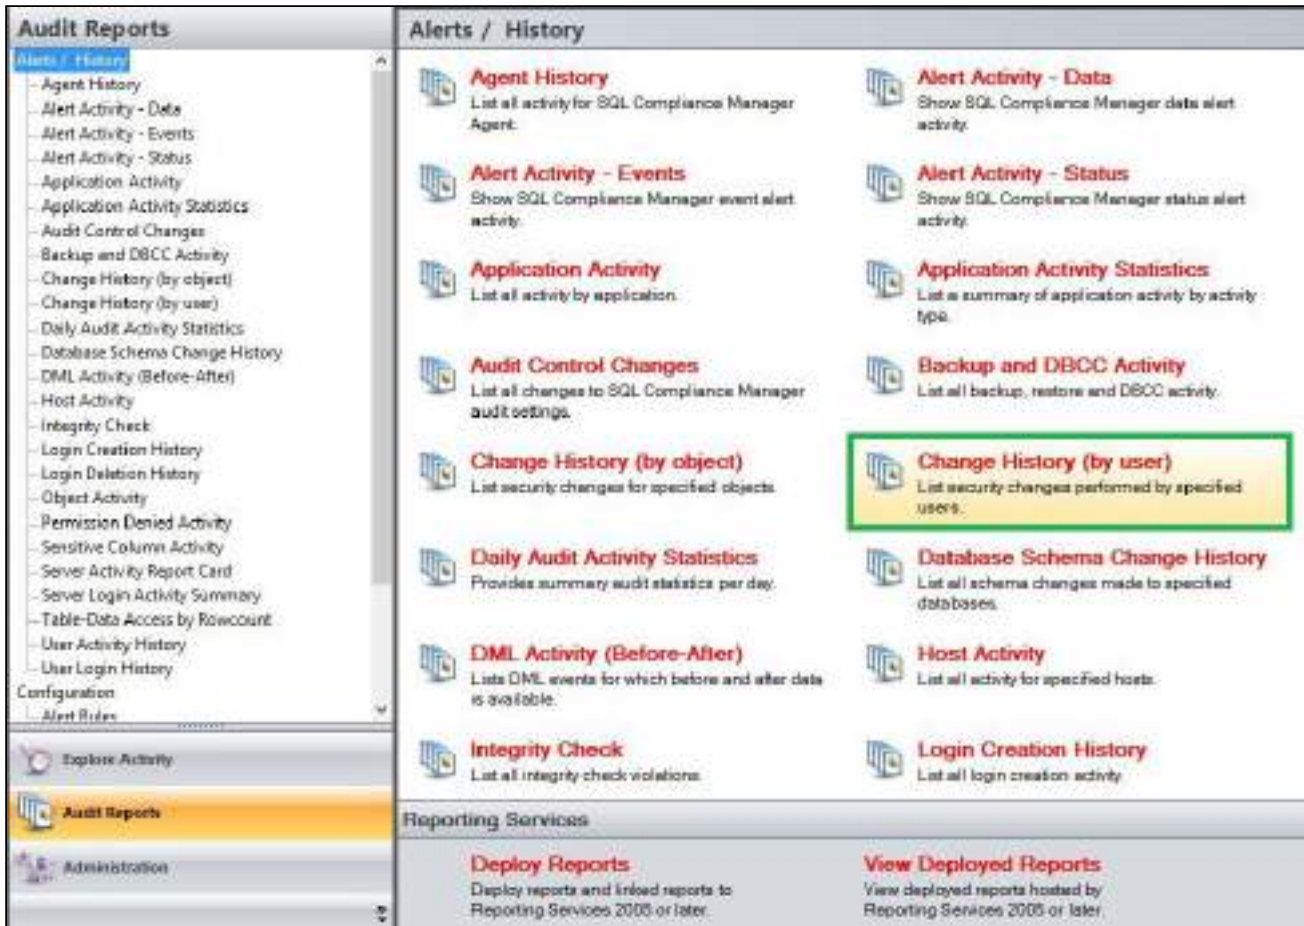 Audit Reports
Alerts / History
Agent History
Alert Activity - Data
Alert Activity - Events
Alert Activity - Status
Application Activity
Application Activity Statistics
Audit Control Changes
Backup and DBCC Activity
Change History (by object)
Change History (by user)
Daily Audit Activity Statistics
Database Schema Change History
DML Activity (Before-After)
Host Activity
Integrity Check
Login Creation History
Login Deletion History
Object Activity
Permission Denied Activity
Sensitive Column Activity
Server Activity Report Card
Server Login Activity Summary
Table-Data Access by Rowcount
User Activity History
User Login History
Configuration
Alert Rules
Explore Activity
Audit Reports
Administration
Alerts / History
Agent History
List all activity for SQL Compliance Manager
Agent.
Alert Activity - Data
Show SQL Compliance Manager data alert
activity.
Alert Activity - Events
Show SQL Compliance Manager event alert
activity.
Alert Activity - Status
Show SQL Compliance Manager status alert
activity.
Application Activity
List all activity by application.
Application Activity Statistics
List a summary of application activity by activity
type.
Audit Control Changes
List all changes to SQL Compliance Manager
audit settings.
Backup and DBCC Activity
List all backup, restore and DBCC activity.
Change History (by object)
List security changes for specified objects.
Change History (by user)
List security changes performed by specified
users.
Daily Audit Activity Statistics
Provides summary audit statistics per day.
Database Schema Change History
List all schema changes made to specified
databases.
DML Activity (Before-After)
Lists DML events for which before and after data
is available.
Host Activity
List all activity for specified hosts.
Integrity Check
List all integrity check violations.
Login Creation History
List all login creation activity
Reporting Services
Deploy Reports
Deploy reports and linked reports to
Reporting Services 2005 or later.
View Deployed Reports
View deployed reports hosted by
Reporting Services 2005 or later.